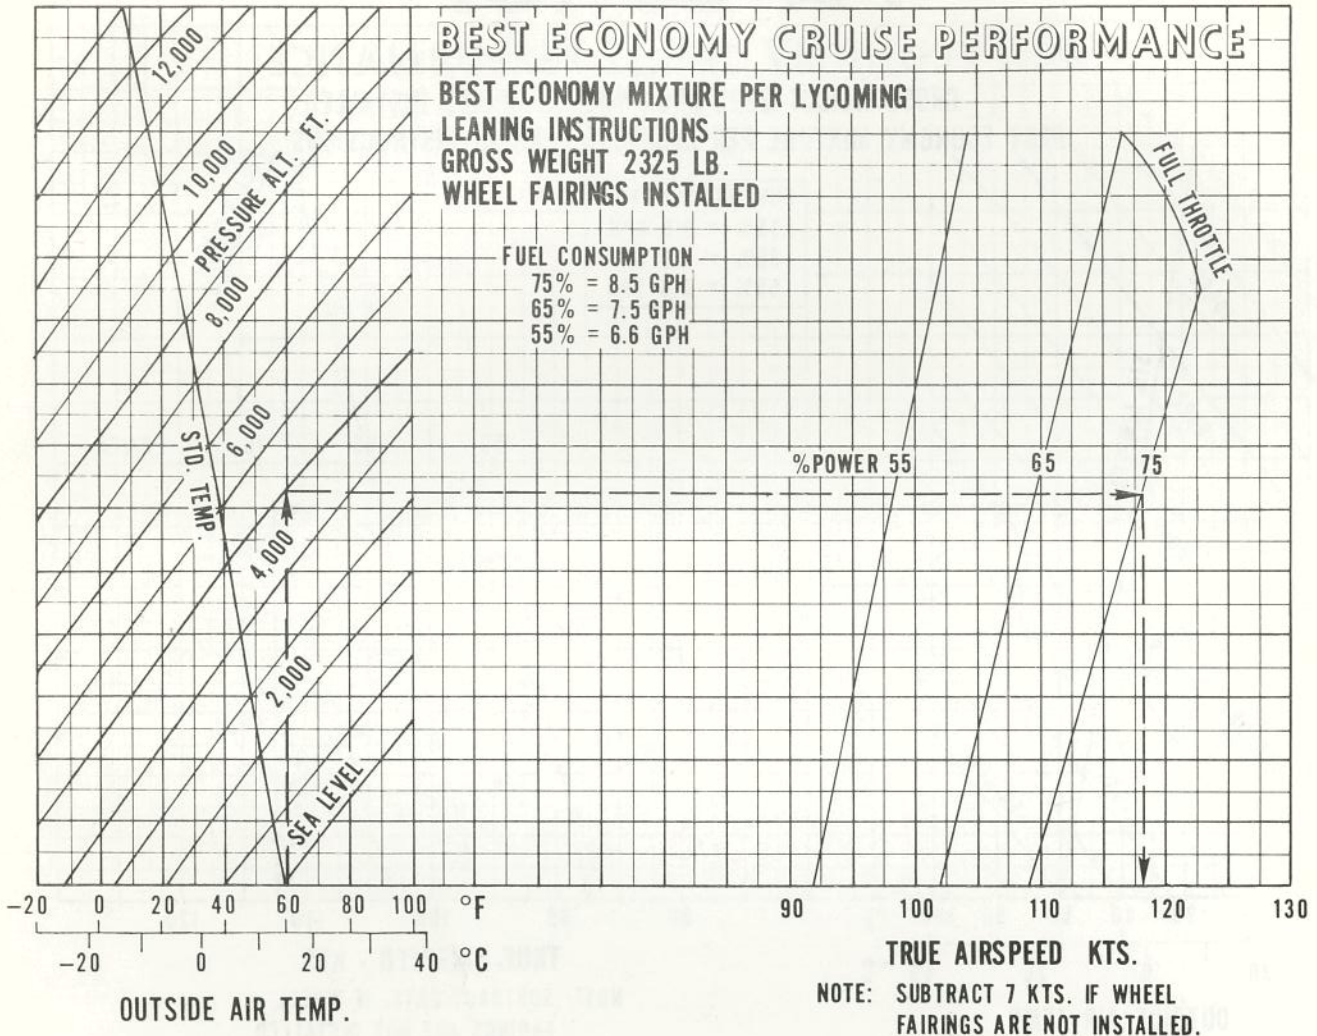 BEST ECONOMY CRUISE PERFORMANCE
BEST ECONOMY MIXTURE PER LYCOMING
LEANING INSTRUCTIONS
GROSS WEIGHT 2325 LB.
WHEEL FAIRINGS INSTALLED
FUEL CONSUMPTION
75% = 8.5 GPH
65% = 7.5 GPH
55% = 6.6 GPH
12,000
10,000
PRESSURE ALT. FT.
8,000
6,000
STD. TEMP.
4,000
2,000
SEA LEVEL
FULL THROTTLE
%POWER 55 65 75
-20 0 20 40 60 80 100 °F
-20 0 20 40 °C
OUTSIDE AIR TEMP.
90 100 110 120 130
TRUE AIRSPEED KTS.
NOTE: SUBTRACT 7 KTS. IF WHEEL
FAIRINGS ARE NOT INSTALLED.